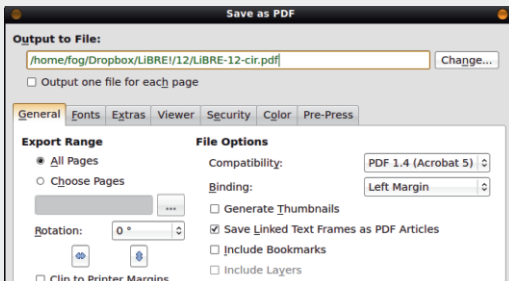 Save as PDF
Output to File:
/home/fog/Dropbox/LiBRE!/12/LiBRE-12-cir.pdf Change...
Output one file for each page
General Fonts Extras Viewer Security Color Pre-Press
Export Range File Options
All Pages Compatibility: PDF 1.4 (Acrobat 5)
Choose Pages Binding: Left Margin
... Generate Thumbnails
Rotation: 0 ° Save Linked Text Frames as PDF Articles
Include Bookmarks
Include Layers
Clip to Printer Margins